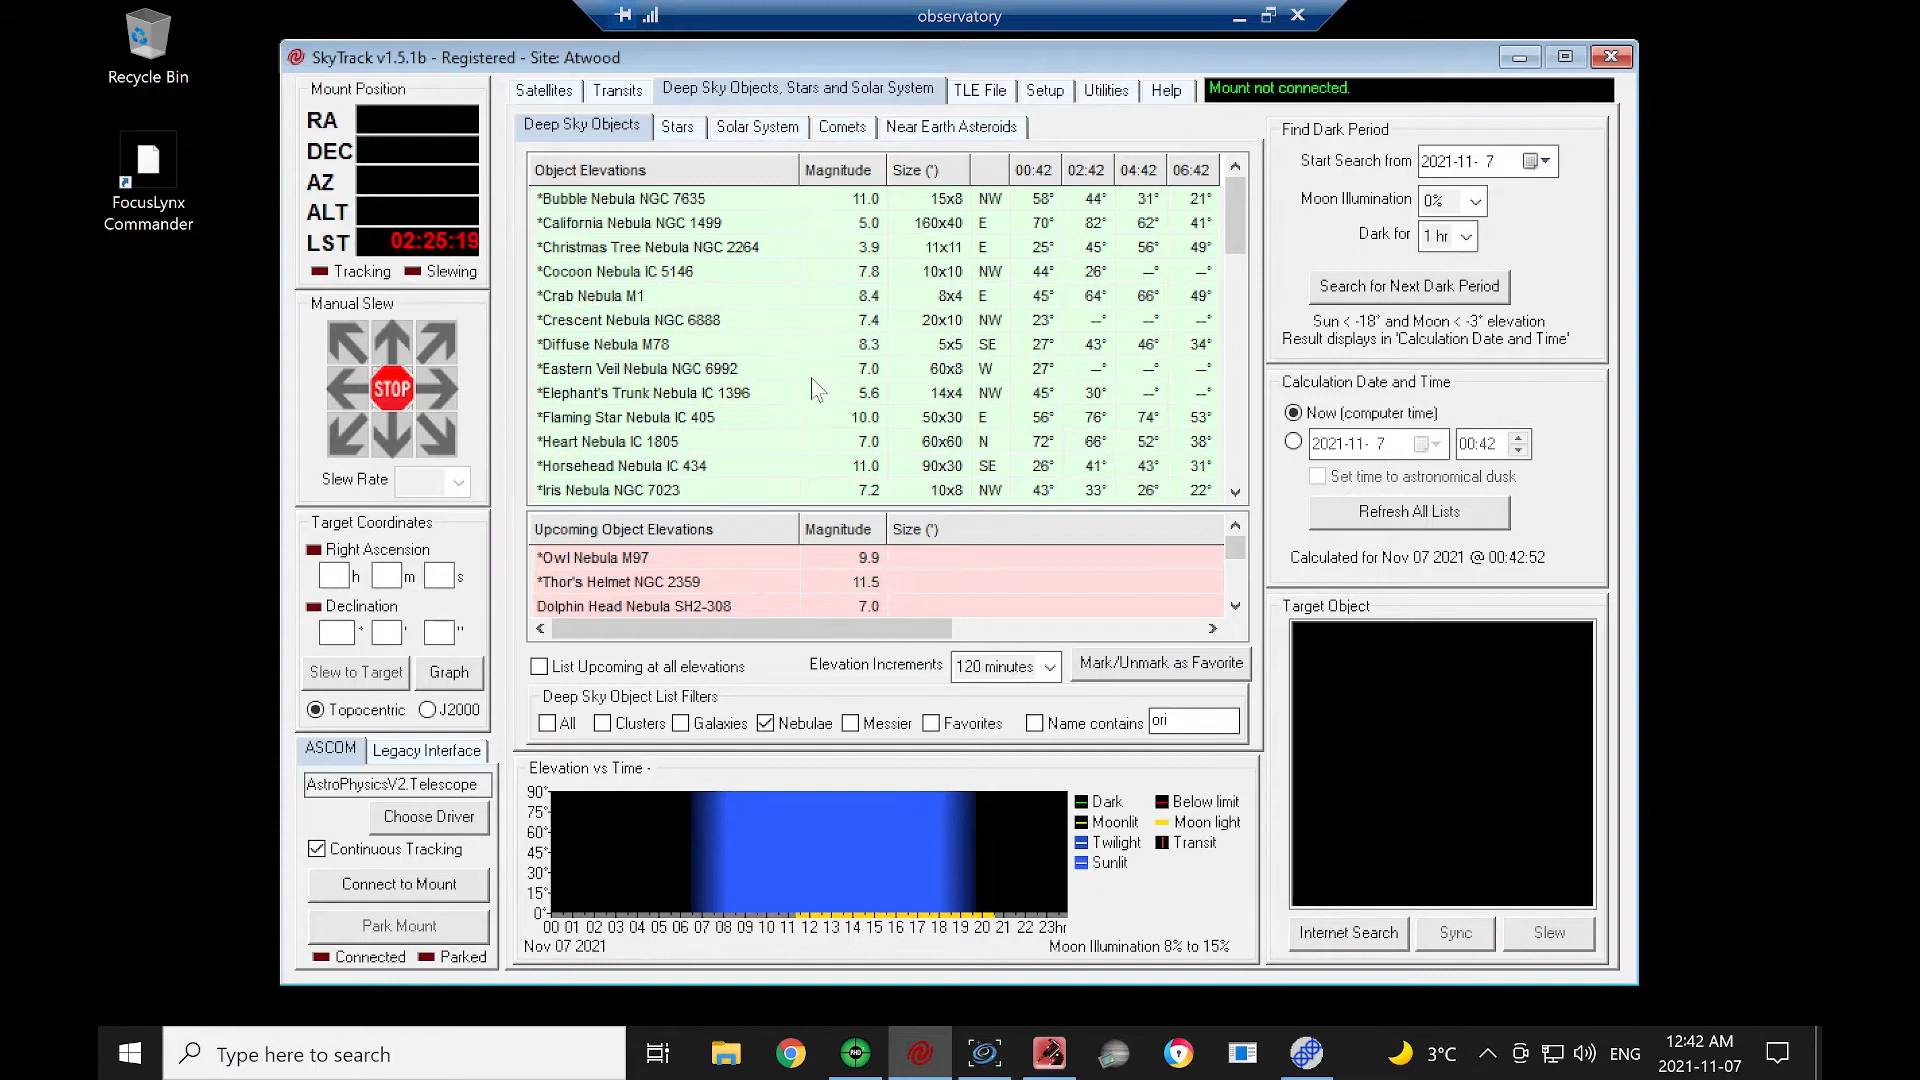 observatory
Recycle Bin
FocusLynx
Commander
SkyTrack v1.5.1b - Registered - Site: Atwood
Mount Position
RA
DEC
AZ
ALT
LST 02:25:19
Tracking Slewing
Manual Slew
STOP
Slew Rate
Target Coordinates
Right Ascension
h m s
Declination
° ' ''
Slew to Target Graph
Topocentric J2000
ASCOM Legacy Interface
AstroPhysicsV2.Telescope
Choose Driver
Continuous Tracking
Connect to Mount
Park Mount
Connected Parked
Satellites Transits Deep Sky Objects, Stars and Solar System TLE File Setup Utilities Help
Mount not connected.
Deep Sky Objects Stars Solar System Comets Near Earth Asteroids
Object Elevations Magnitude Size (') 00:42 02:42 04:42 06:42
*Bubble Nebula NGC 7635 11.0 15x8 NW 58° 44° 31° 21°
*California Nebula NGC 1499 5.0 160x40 E 70° 82° 62° 41°
*Christmas Tree Nebula NGC 2264 3.9 11x11 E 25° 45° 56° 49°
*Cocoon Nebula IC 5146 7.8 10x10 NW 44° 26° --° --°
*Crab Nebula M1 8.4 8x4 E 45° 64° 66° 49°
*Crescent Nebula NGC 6888 7.4 20x10 NW 23° --° --° --°
*Diffuse Nebula M78 8.3 5x5 SE 27° 43° 46° 34°
*Eastern Veil Nebula NGC 6992 7.0 60x8 W 27° --° --° --°
*Elephant's Trunk Nebula IC 1396 5.6 14x4 NW 45° 30° --° --°
*Flaming Star Nebula IC 405 10.0 50x30 E 56° 76° 74° 53°
*Heart Nebula IC 1805 7.0 60x60 N 72° 66° 52° 38°
*Horsehead Nebula IC 434 11.0 90x30 SE 26° 41° 43° 31°
*Iris Nebula NGC 7023 7.2 10x8 NW 43° 33° 26° 22°
Upcoming Object Elevations Magnitude Size (')
*Owl Nebula M97 9.9
*Thor's Helmet NGC 2359 11.5
Dolphin Head Nebula SH2-308 7.0
List Upcoming at all elevations Elevation Increments 120 minutes Mark/Unmark as Favorite
Deep Sky Object List Filters
All Clusters Galaxies Nebulae Messier Favorites Name contains ori
Elevation vs Time -
90°
75°
60°
45°
30°
15°
0°
00 01 02 03 04 05 06 07 08 09 10 11 12 13 14 15 16 17 18 19 20 21 22 23hr
Nov 07 2021 Moon Illumination 8% to 15%
Dark Below limit
Moonlit Moon light
Twilight Transit
Sunlit
Find Dark Period
Start Search from 2021-11- 7
Moon Illumination 0%
Dark for 1 hr
Search for Next Dark Period
Sun < -18° and Moon < -3° elevation
Result displays in 'Calculation Date and Time'
Calculation Date and Time
Now (computer time)
2021-11- 7 00:42
Set time to astronomical dusk
Refresh All Lists
Calculated for Nov 07 2021 @ 00:42:52
Target Object
Internet Search Sync Slew
Type here to search
PHD
3°C ENG
12:42 AM
2021-11-07